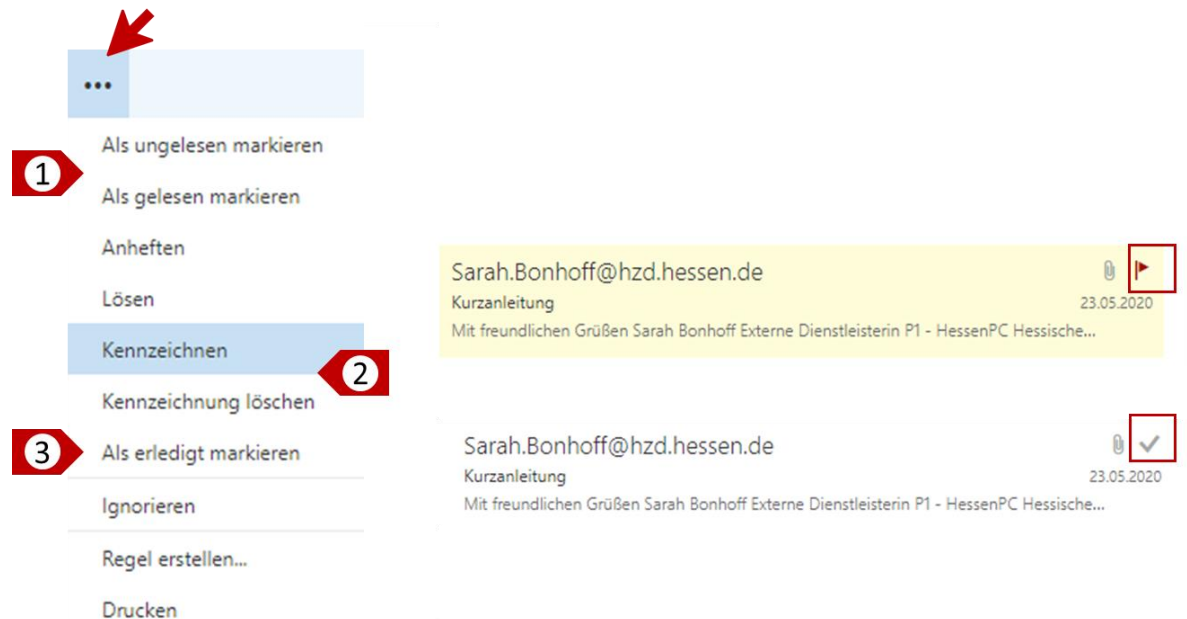 •••
Als ungelesen markieren
1
Als gelesen markieren
Anheften
Lösen
Kennzeichnen
2
Kennzeichnung löschen
3
Als erledigt markieren
Ignorieren
Regel erstellen...
Drucken
Sarah.Bonhoff@hzd.hessen.de
Kurzanleitung 23.05.2020
Mit freundlichen Grüßen Sarah Bonhoff Externe Dienstleisterin P1 - HessenPC Hessische...
Sarah.Bonhoff@hzd.hessen.de
Kurzanleitung 23.05.2020
Mit freundlichen Grüßen Sarah Bonhoff Externe Dienstleisterin P1 - HessenPC Hessische...